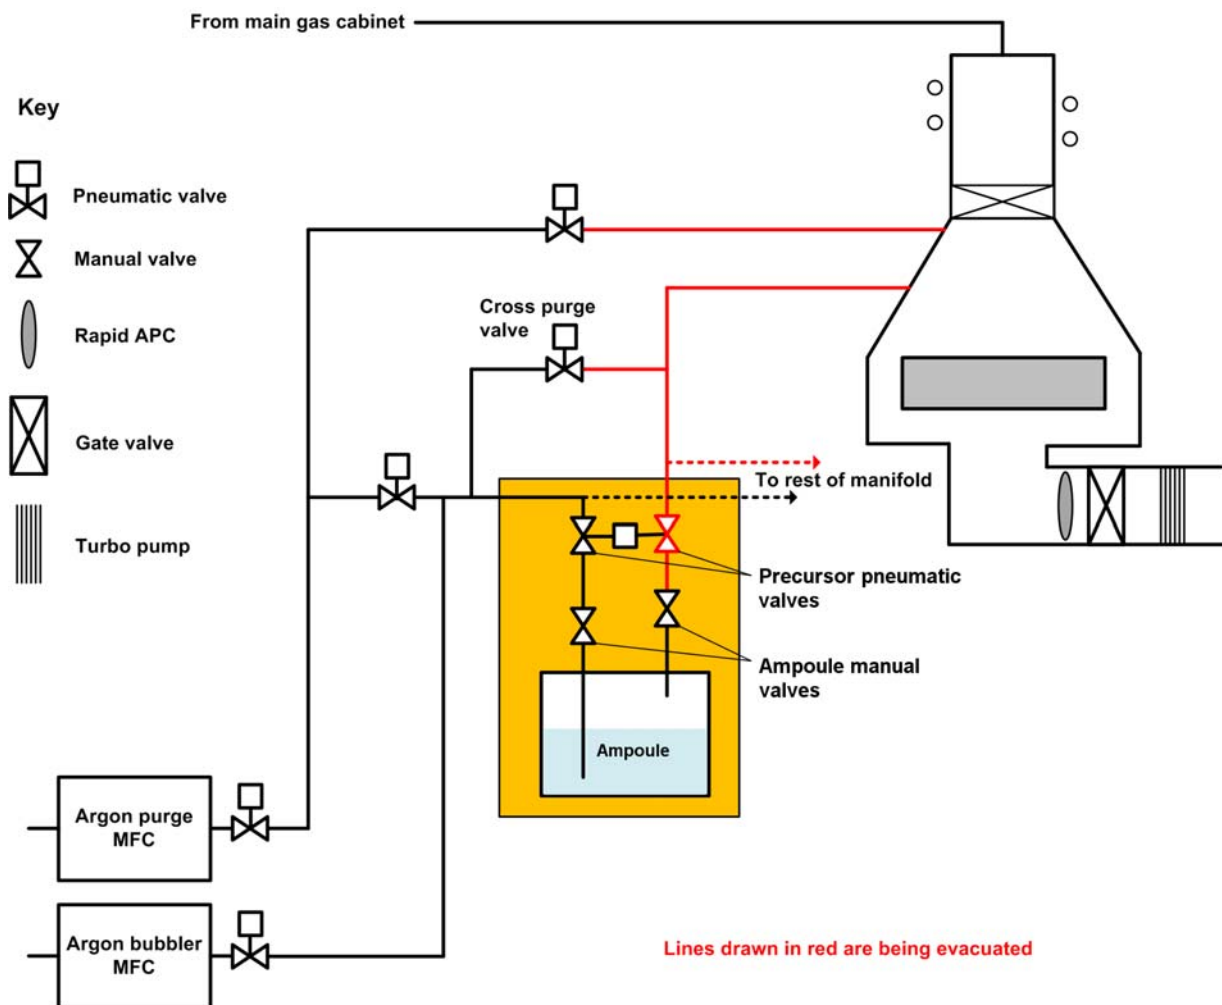 From main gas cabinet
Key
Pneumatic valve
Manual valve
Rapid APC
Gate valve
Turbo pump
Cross purge
valve
To rest of manifold
Precursor pneumatic
valves
Ampoule manual
valves
Ampoule
Argon purge
MFC
Argon bubbler
MFC
Lines drawn in red are being evacuated